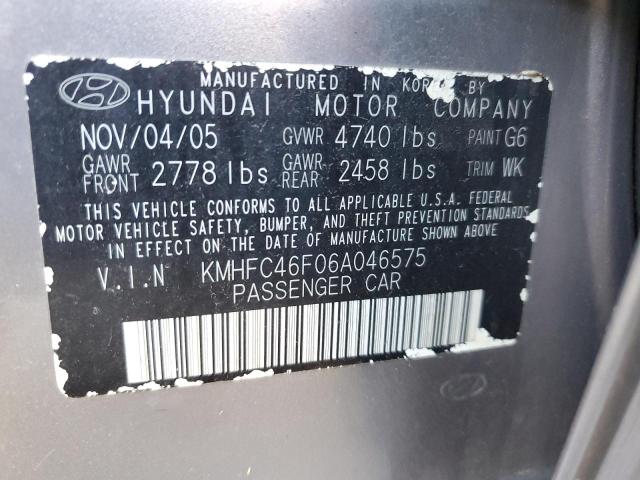 MANUFACTURED IN KOREA BY
HYUNDAI MOTOR COMPANY
NOV/04/05 GVWR 4740 lbs PAINT G6
GAWR FRONT 2778 lbs GAWR REAR 2458 lbs TRIM WK
THIS VEHICLE CONFORMS TO ALL APPLICABLE U.S.A. FEDERAL
MOTOR VEHICLE SAFETY, BUMPER, AND THEFT PREVENTION STANDARDS
IN EFFECT ON THE DATE OF MANUFACTURE SHOWN ABOVE.
V.I.N KMHFC46F06A046575
PASSENGER CAR